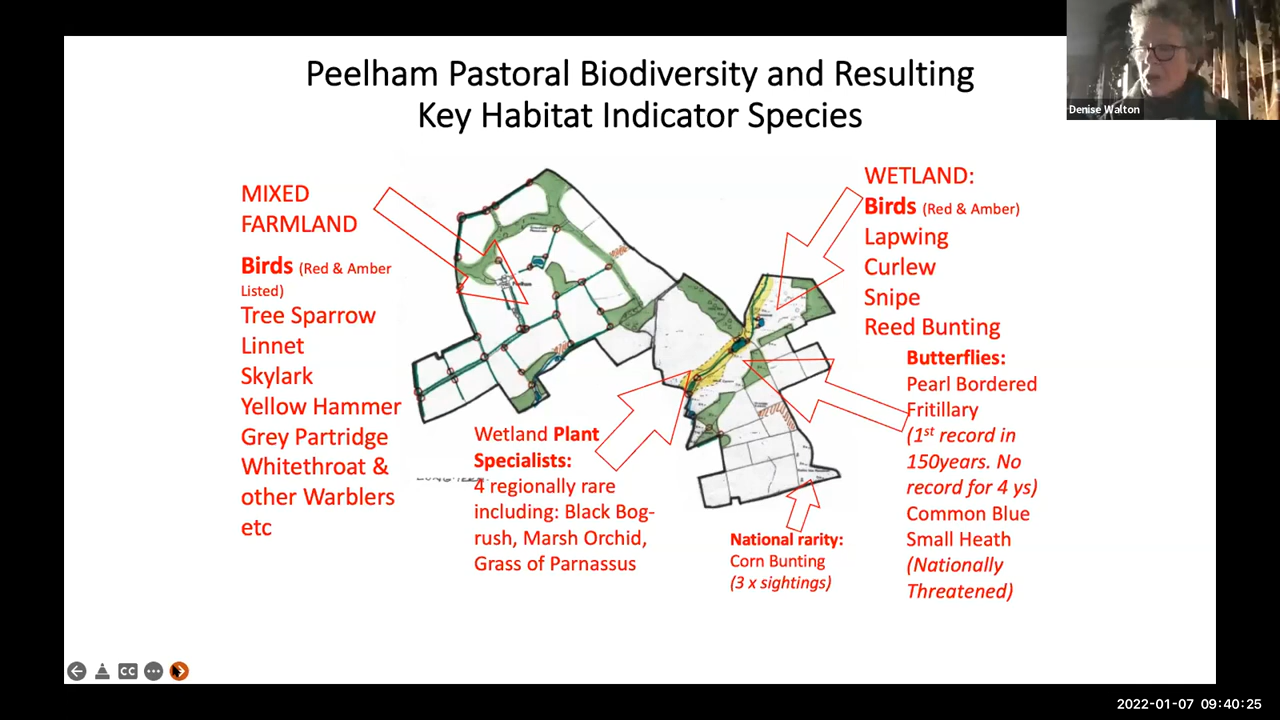 Peelham Pastoral Biodiversity and Resulting
Key Habitat Indicator Species
Denise Walton
MIXED
FARMLAND
Birds (Red & Amber
Listed)
Tree Sparrow
Linnet
Skylark
Yellow Hammer
Grey Partridge
Whitethroat &
other Warblers
etc
Wetland Plant
Specialists:
4 regionally rare
including: Black Bog-
rush, Marsh Orchid,
Grass of Parnassus
National rarity:
Corn Bunting
(3 x sightings)
WETLAND:
Birds (Red & Amber)
Lapwing
Curlew
Snipe
Reed Bunting
Butterflies:
Pearl Bordered
Fritillary
(1st record in
150years. No
record for 4 ys)
Common Blue
Small Heath
(Nationally
Threatened)
CC
2022-01-07 09:40:25